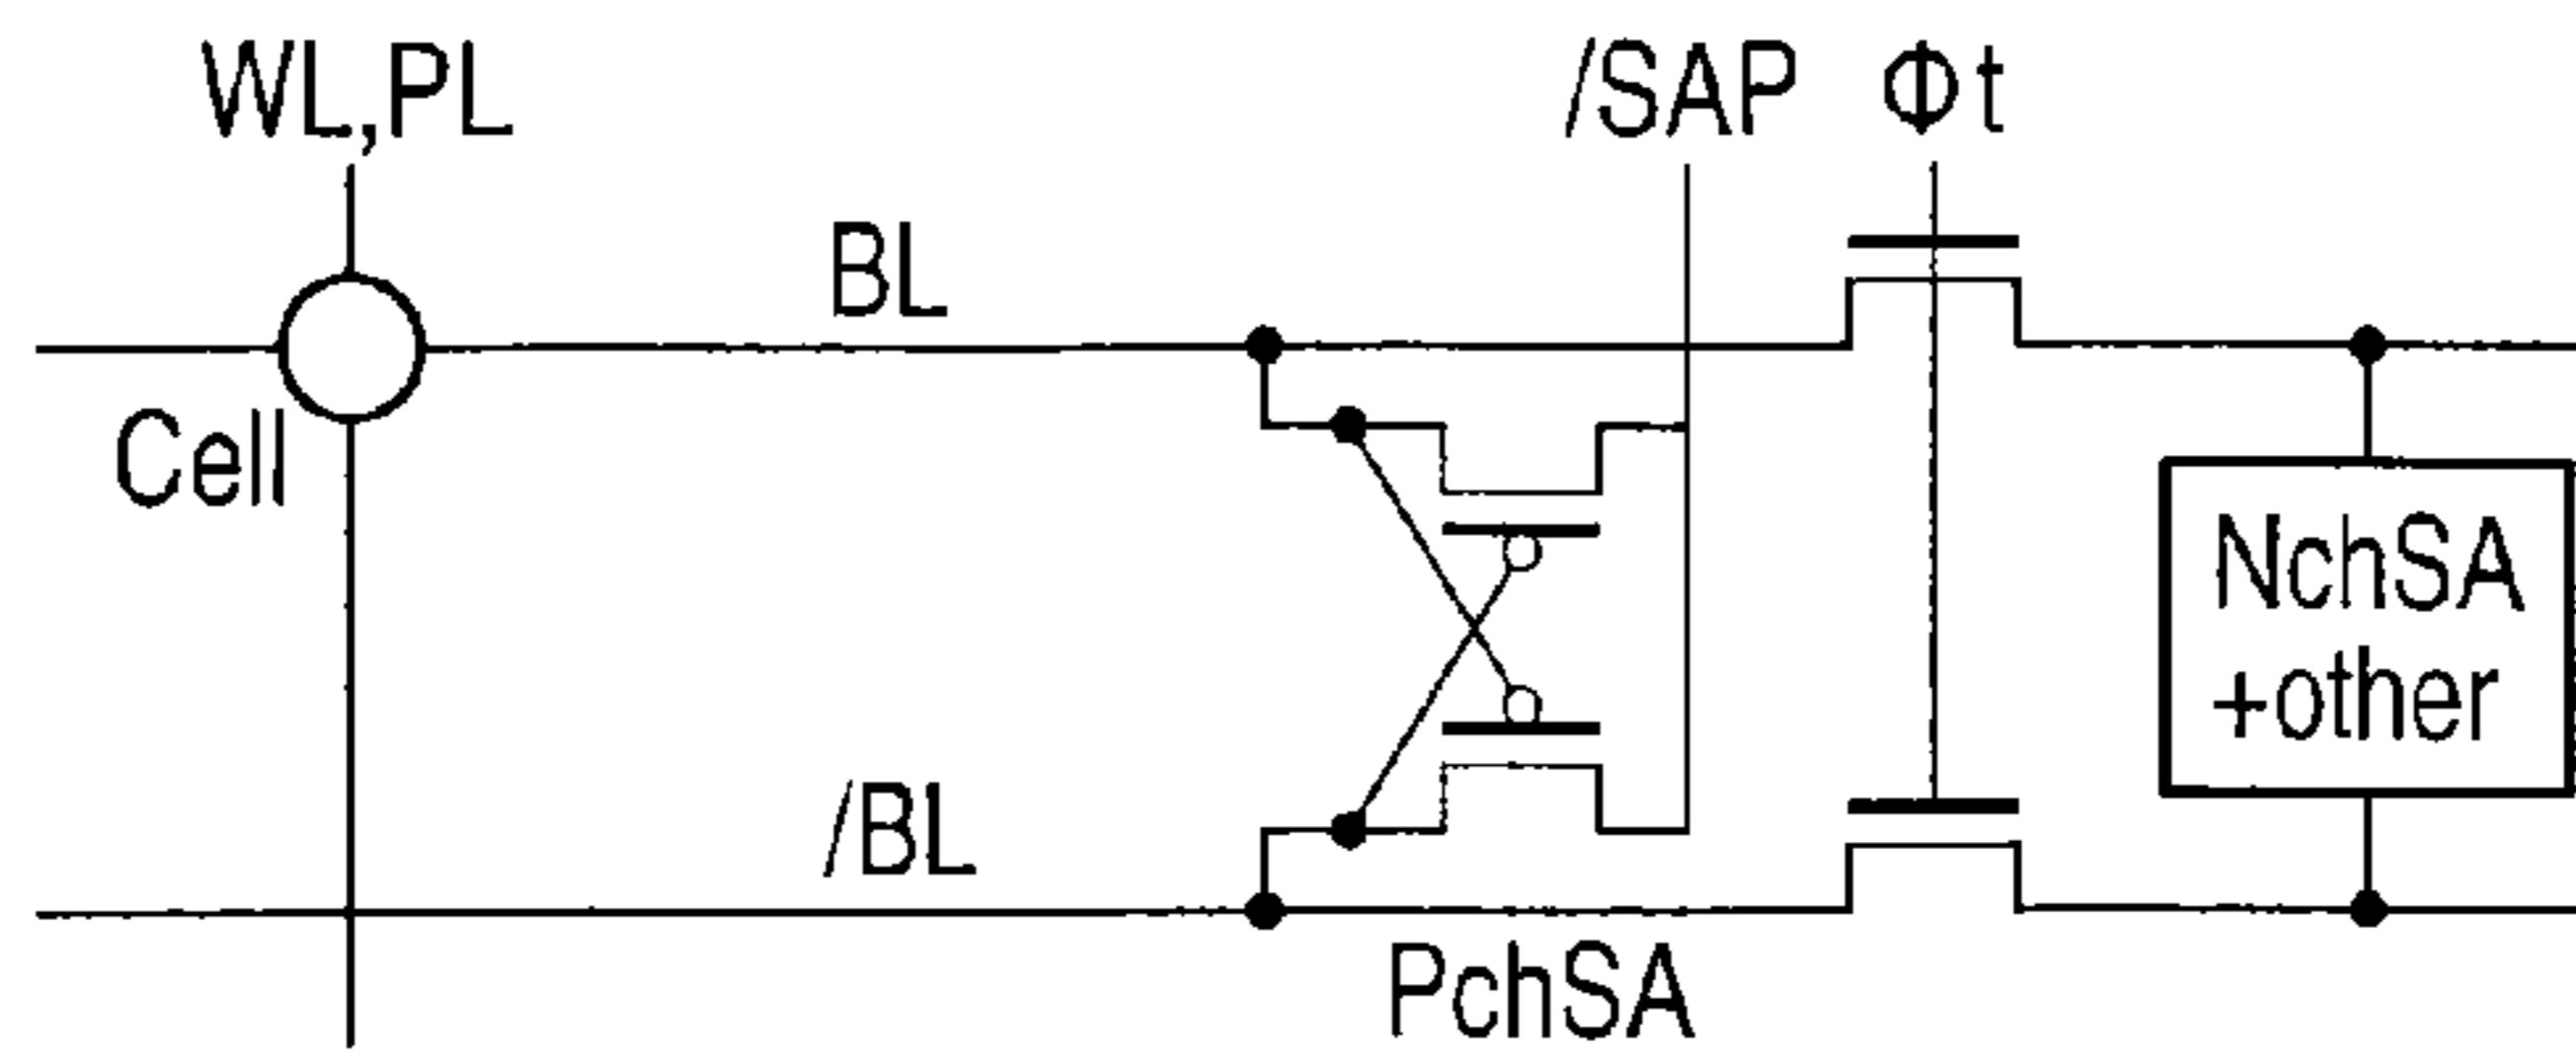 WL,PL
/SAP
Φt
BL
Cell
NchSA
+other
/BL
PchSA